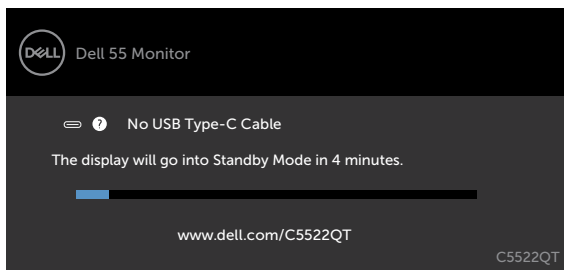 DELL
Dell 55 Monitor
? No USB Type-C Cable
The display will go into Standby Mode in 4 minutes.
www.dell.com/C5522QT
C5522QT